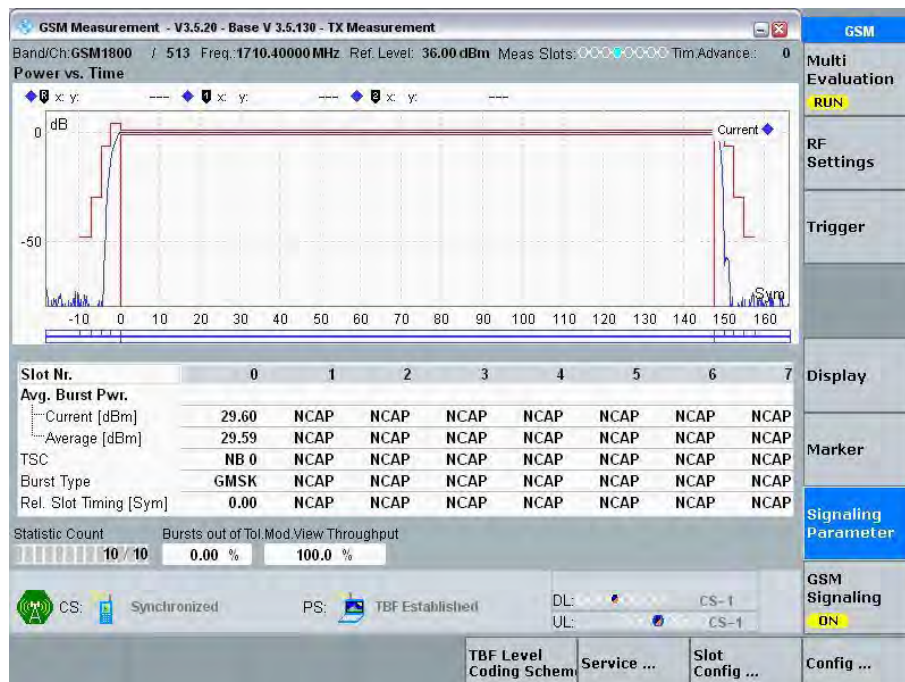 GSM Measurement - V3.5.20 - Base V 3.5.130 - TX Measurement
GSM
Band/Ch:GSM1800 / 513 Freq.:1710.40000 MHz Ref. Level: 36.00 dBm Meas Slots: Tim.Advance.: 0
Power vs. Time
Multi
Evaluation
RUN
R x: y: --- 1 x: y: --- 2 x: y: ---
dB
Current
0
-50
Sym
-10 0 10 20 30 40 50 60 70 80 90 100 110 120 130 140 150 160
RF
Settings
Trigger
Slot Nr. 0 1 2 3 4 5 6 7
Avg. Burst Pwr.
Current [dBm] 29.60 NCAP NCAP NCAP NCAP NCAP NCAP NCAP
Average [dBm] 29.59 NCAP NCAP NCAP NCAP NCAP NCAP NCAP
TSC NB 0 NCAP NCAP NCAP NCAP NCAP NCAP NCAP
Burst Type GMSK NCAP NCAP NCAP NCAP NCAP NCAP NCAP
Rel. Slot Timing [Sym] 0.00 NCAP NCAP NCAP NCAP NCAP NCAP NCAP
Display
Marker
Signaling
Parameter
Statistic Count Bursts out of Tol.Mod.View Throughput
10 / 10 0.00 % 100.0 %
CS: Synchronized PS: TBF Established
DL: CS-1
UL: CS-1
GSM
Signaling
ON
TBF Level
Coding Schem
Service ...
Slot
Config ...
Config ...